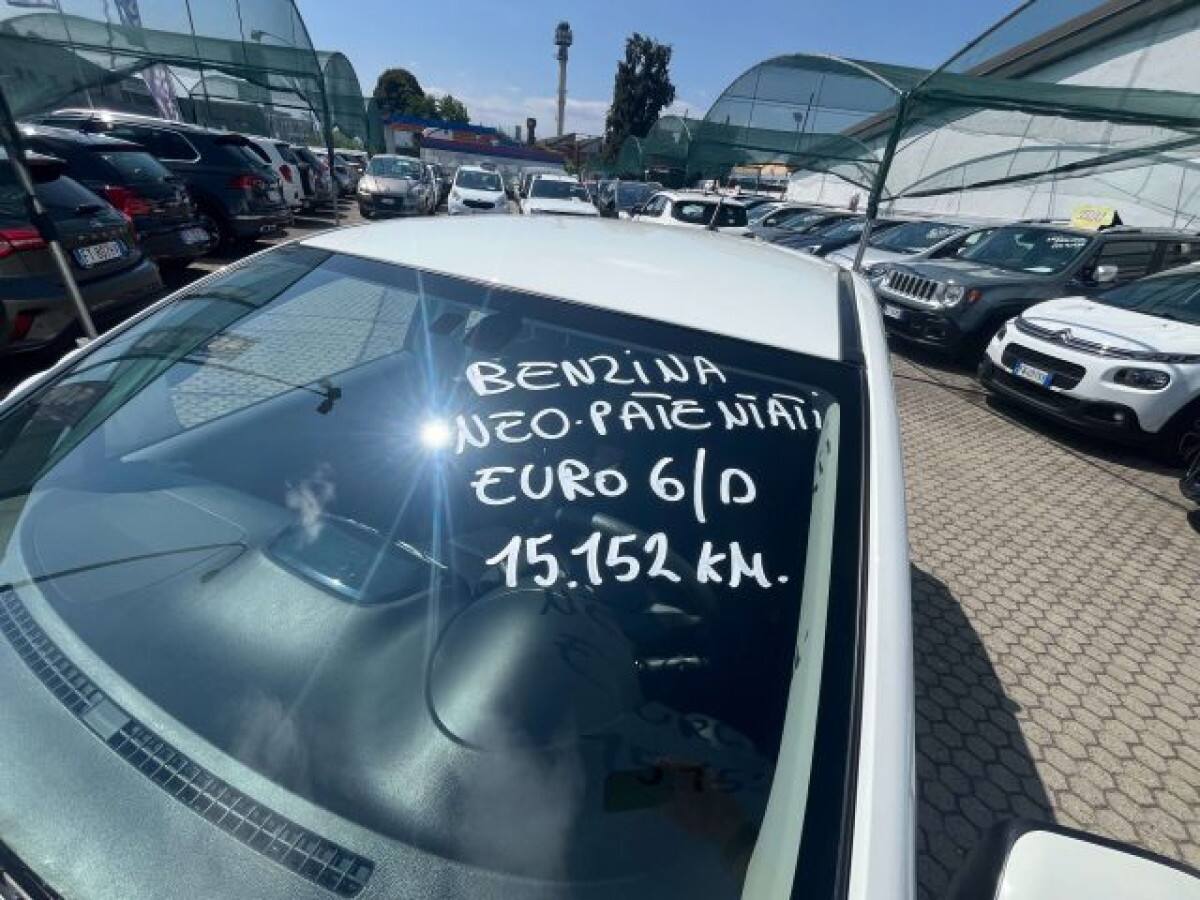 BENZINA
NEO-PATENTATI
EURO 6/D
15.152 KM.